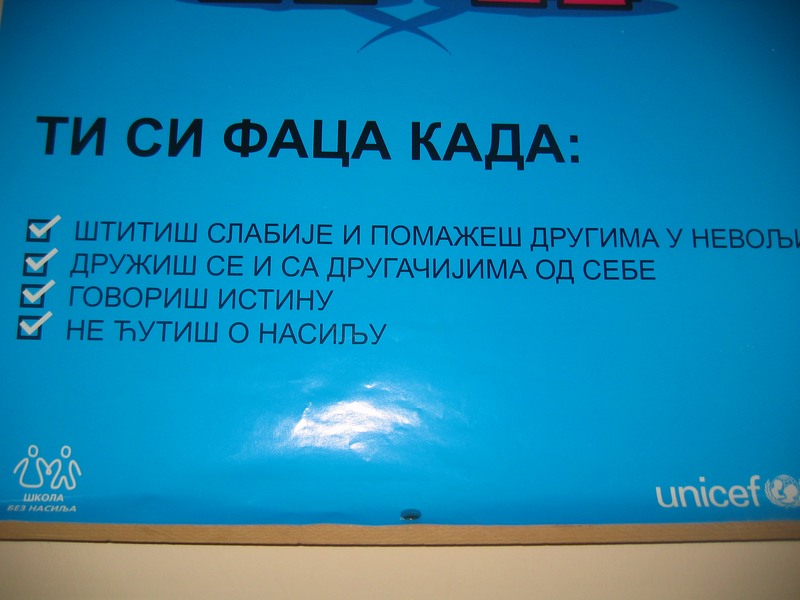 ТИ СИ ФАЦА КАДА:
ШТИТИШ СЛАБИЈЕ И ПОМАЖЕШ ДРУГИМА У НЕВОЉИ
ДРУЖИШ СЕ И СА ДРУГАЧИЈИМА ОД СЕБЕ
ГОВОРИШ ИСТИНУ
НЕ ЋУТИШ О НАСИЉУ
ШКОЛА
БЕЗ НАСИЉА
unicef